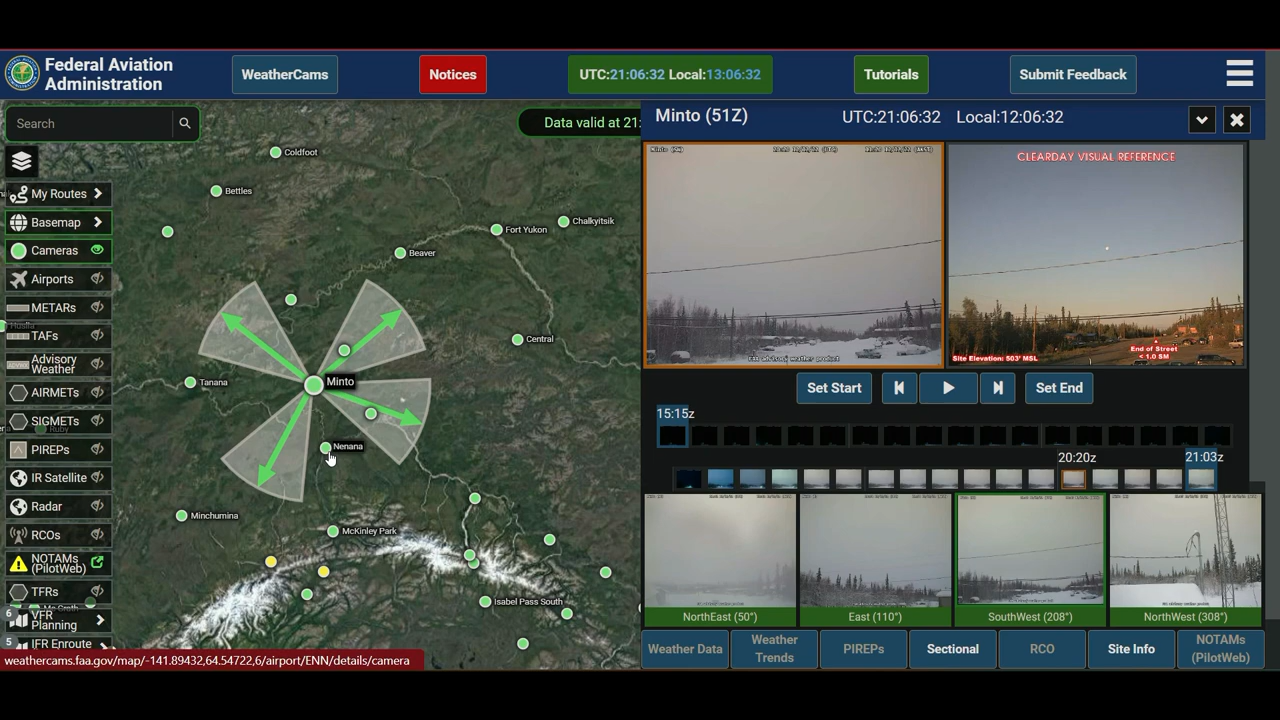 Federal Aviation
Administration
WeatherCams
Notices
UTC:21:06:32 Local:13:06:32
Tutorials
Submit Feedback
Search
Data valid at 21:
My Routes
Basemap
Cameras
Airports
METARs
TAFs
Advisory
Weather
AIRMETs
SIGMETs
PIREPs
IR Satellite
Radar
RCOs
NOTAMs
(PilotWeb)
TFRs
6
VFR
Planning
5
IFR Enroute
Coldfoot
Bettles
Chalkyitsik
Fort Yukon
Beaver
Central
Tanana
Minto
Nenana
Ruby
Minchumina
McKinley Park
Isabel Pass South
weathercams.faa.gov/map/-141.89432,64.54722,6/airport/ENN/details/camera
Minto (51Z)
UTC:21:06:32 Local:12:06:32
CLEARDAY VISUAL REFERENCE
Site Elevation: 503' MSL
End of Street
< 1.0 SM
Set Start
Set End
15:15z
20:20z
21:03z
NorthEast (50°)
East (110°)
SouthWest (208°)
NorthWest (308°)
Weather Data
Weather
Trends
PIREPs
Sectional
RCO
Site Info
NOTAMs
(PilotWeb)